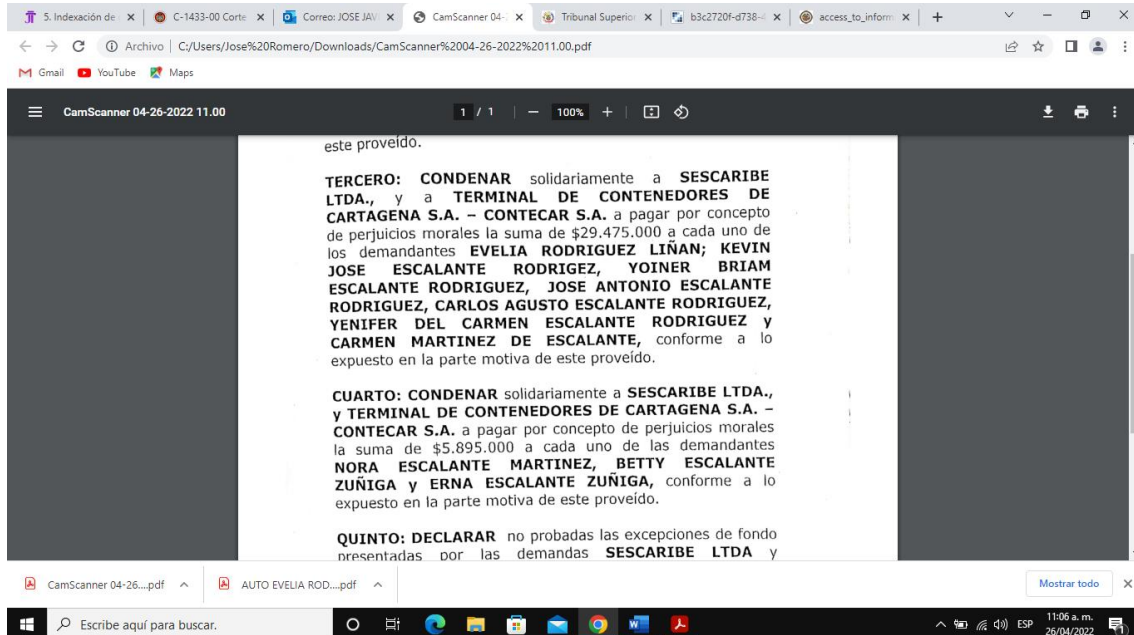 5. Indexación de
C-1433-00 Corte
Correo: JOSE JAVI
CamScanner 04-
Tribunal Superior
b3c2720f-d738-4
access_to_inform
Archivo | C:/Users/Jose%20Romero/Downloads/CamScanner%2004-26-2022%2011.00.pdf
Gmail YouTube Maps
CamScanner 04-26-2022 11.00
1 / 1 | − 100% +
este proveído.
TERCERO: CONDENAR solidariamente a SESCARIBE
LTDA., y a TERMINAL DE CONTENEDORES DE
CARTAGENA S.A. – CONTECAR S.A. a pagar por concepto
de perjuicios morales la suma de $29.475.000 a cada uno de
los demandantes EVELIA RODRIGUEZ LIÑAN; KEVIN
JOSE ESCALANTE RODRIGEZ, YOINER BRIAM
ESCALANTE RODRIGUEZ, JOSE ANTONIO ESCALANTE
RODRIGUEZ, CARLOS AGUSTO ESCALANTE RODRIGUEZ,
YENIFER DEL CARMEN ESCALANTE RODRIGUEZ y
CARMEN MARTINEZ DE ESCALANTE, conforme a lo
expuesto en la parte motiva de este proveído.
CUARTO: CONDENAR solidariamente a SESCARIBE LTDA.,
y TERMINAL DE CONTENEDORES DE CARTAGENA S.A. –
CONTECAR S.A. a pagar por concepto de perjuicios morales
la suma de $5.895.000 a cada uno de las demandantes
NORA ESCALANTE MARTINEZ, BETTY ESCALANTE
ZUÑIGA y ERNA ESCALANTE ZUÑIGA, conforme a lo
expuesto en la parte motiva de este proveído.
QUINTO: DECLARAR no probadas las excepciones de fondo
presentadas por las demandas SESCARIBE LTDA y
CamScanner 04-26....pdf
AUTO EVELIA ROD....pdf
Mostrar todo
Escribe aquí para buscar.
ESP
11:06 a. m.
26/04/2022